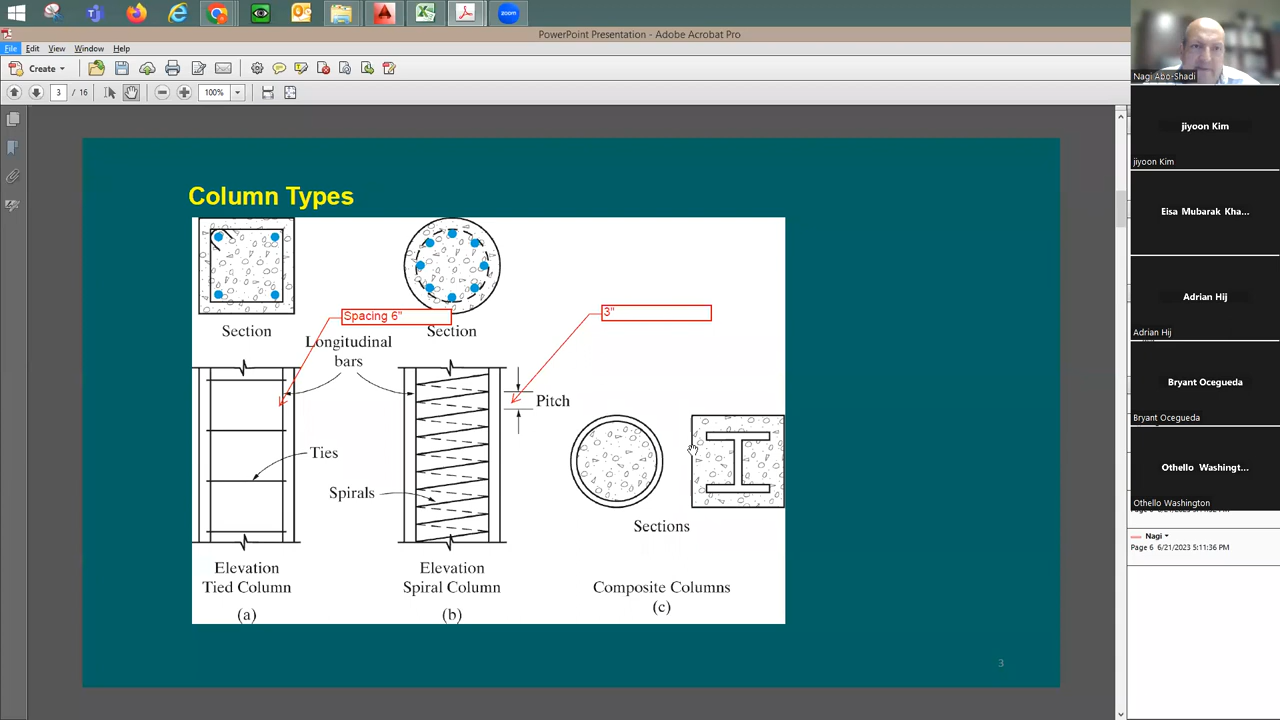 zoom
PowerPoint Presentation - Adobe Acrobat Pro
File Edit View Window Help
Create
3 / 16 100%
Column Types
Section
Section
Spacing 6"
3"
Longitudinal
bars
Pitch
Ties
Spirals
Sections
Elevation
Tied Column
(a)
Elevation
Spiral Column
(b)
Composite Columns
(c)
3
Nagi Abo-Shadi
jiyoon Kim
jiyoon Kim
Eisa Mubarak Kha...
Adrian Hij
Adrian Hij
Bryant Ocegueda
Bryant Ocegueda
Othello Washingt...
Othello Washington
Nagi
Page 6 6/21/2023 5:11:36 PM